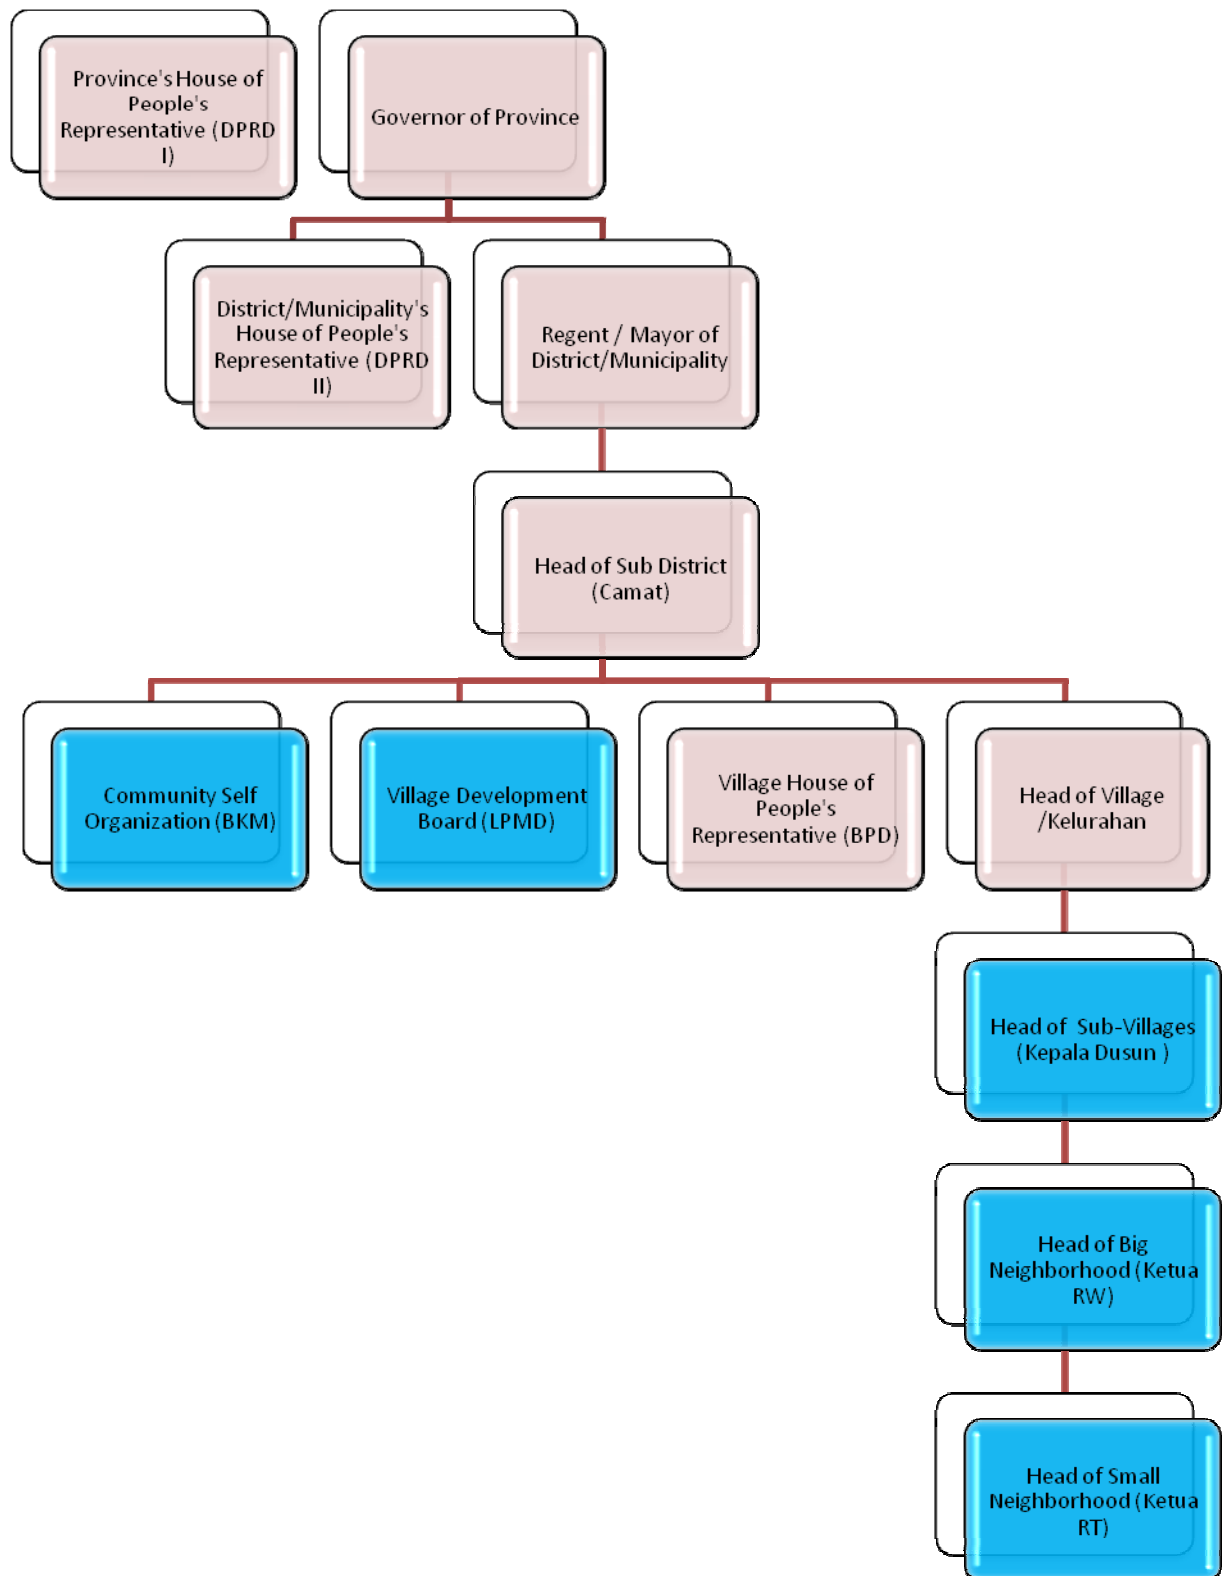 Province's House of
People's
Representative (DPRD
I)
Governor of Province
District/Municipality's
House of People's
Representative (DPRD
II)
Regent / Mayor of
District/Municipality
Head of Sub District
(Camat)
Community Self
Organization (BKM)
Village Development
Board (LPMD)
Village House of
People's
Representative (BPD)
Head of Village
/Kelurahan
Head of Sub-Villages
(Kepala Dusun )
Head of Big
Neighborhood (Ketua
RW)
Head of Small
Neighborhood (Ketua
RT)